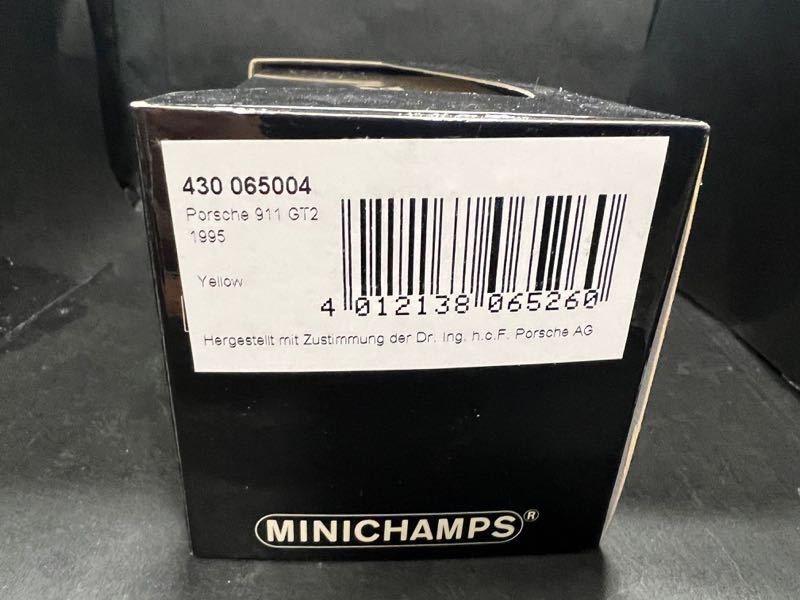 430 065004
Porsche 911 GT2
1995
Yellow
4 012138 065260
Hergestellt mit Zustimmung der Dr. Ing. h.c.F. Porsche AG
MINICHAMPS®